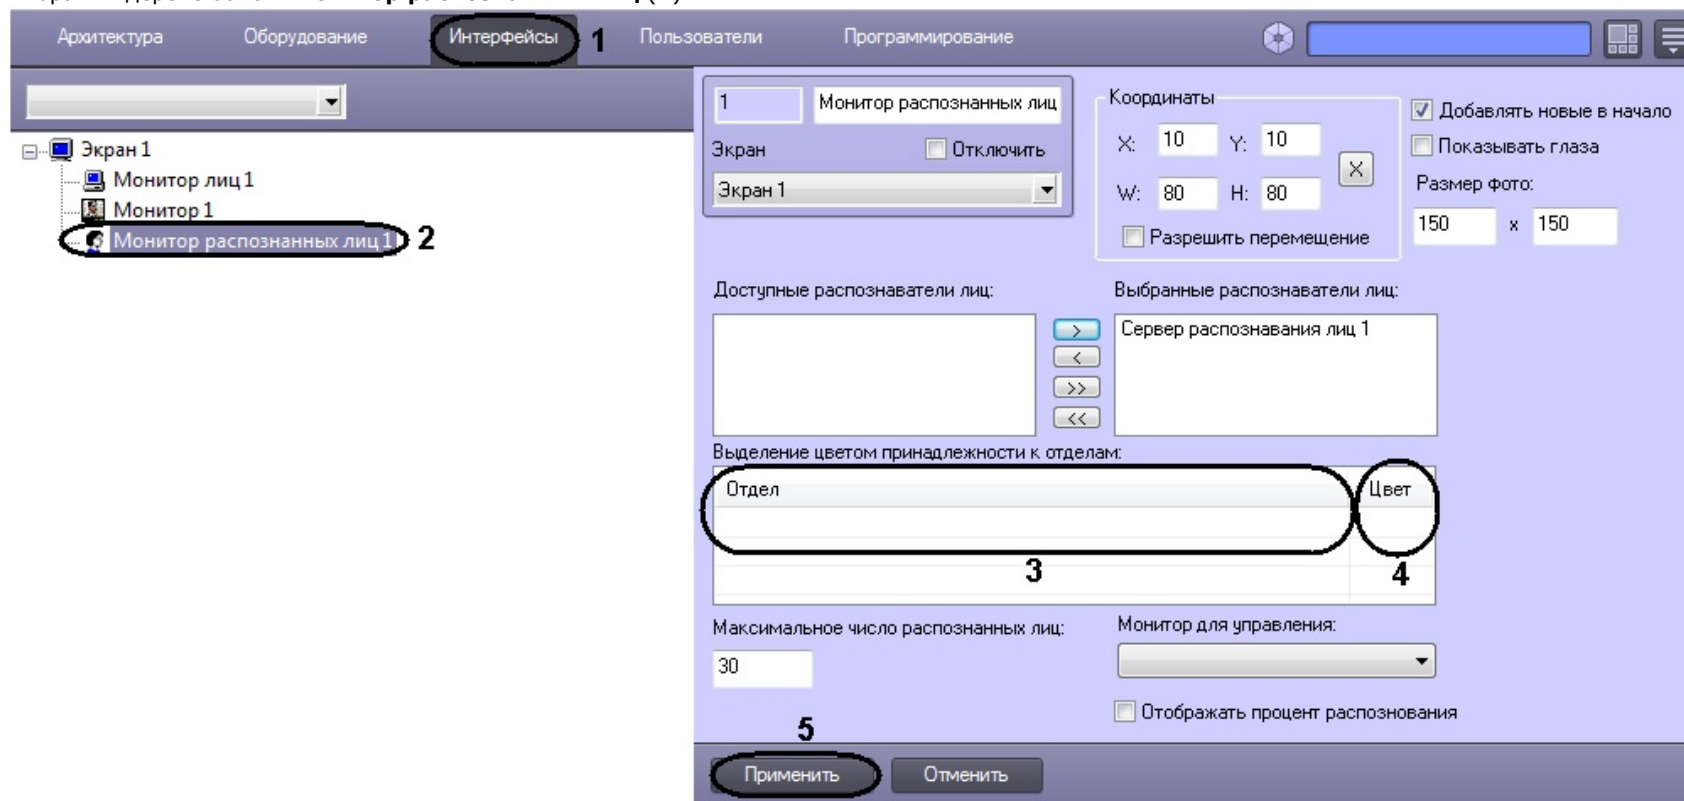 Архитектура Оборудование Интерфейсы 1 Пользователи Программирование
1 Монитор распознанных лиц
Экран Отключить
Экран 1
Координаты
X: 10 Y: 10
W: 80 H: 80
X
Разрешить перемещение
Добавлять новые в начало
Показывать глаза
Размер фото:
150 x 150
Экран 1
Монитор лиц 1
Монитор 1
Монитор распознанных лиц 1 2
Доступные распознаватели лиц: Выбранные распознаватели лиц:
> Сервер распознавания лиц 1
<
>>
<<
Выделение цветом принадлежности к отделам:
Отдел Цвет
3 4
Максимальное число распознанных лиц: Монитор для управления:
30
Отображать процент распознования
5
Применить Отменить